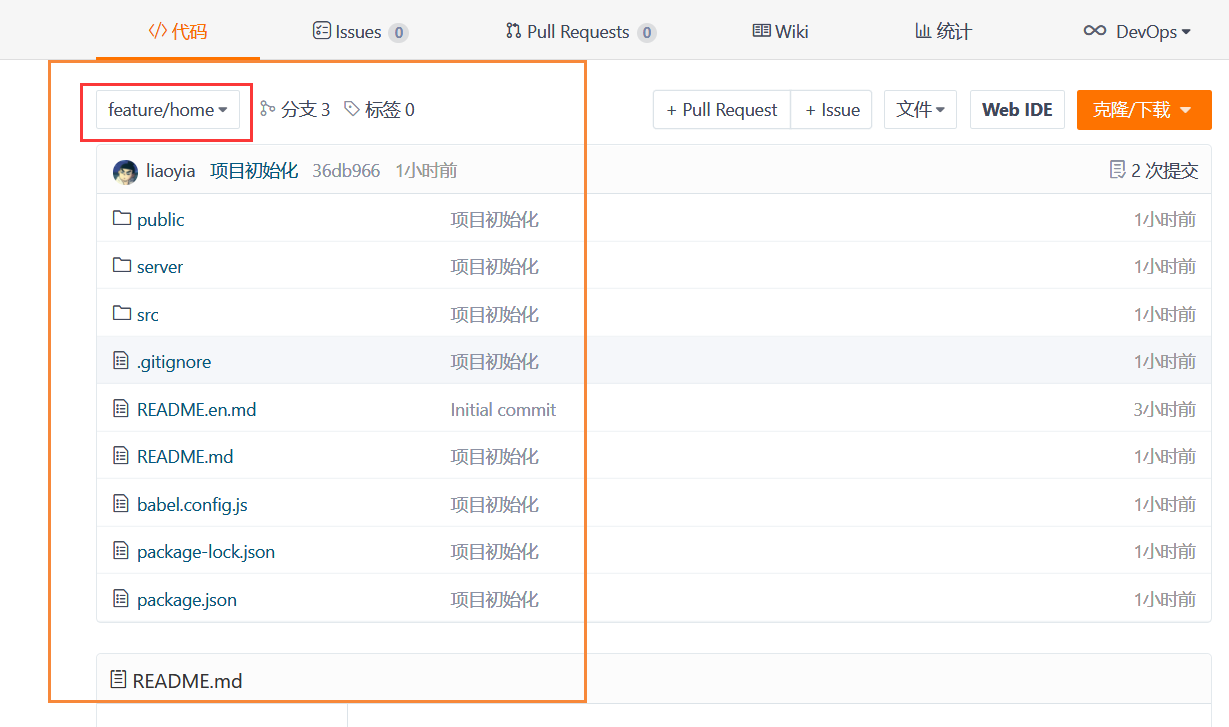 代码 Issues 0 Pull Requests 0 Wiki 统计 DevOps
feature/home 分支 3 标签 0 + Pull Request + Issue 文件 Web IDE 克隆/下载
liaoyia 项目初始化 36db966 1小时前 2 次提交
public 项目初始化 1小时前
server 项目初始化 1小时前
src 项目初始化 1小时前
.gitignore 项目初始化 1小时前
README.en.md Initial commit 3小时前
README.md 项目初始化 1小时前
babel.config.js 项目初始化 1小时前
package-lock.json 项目初始化 1小时前
package.json 项目初始化 1小时前
README.md